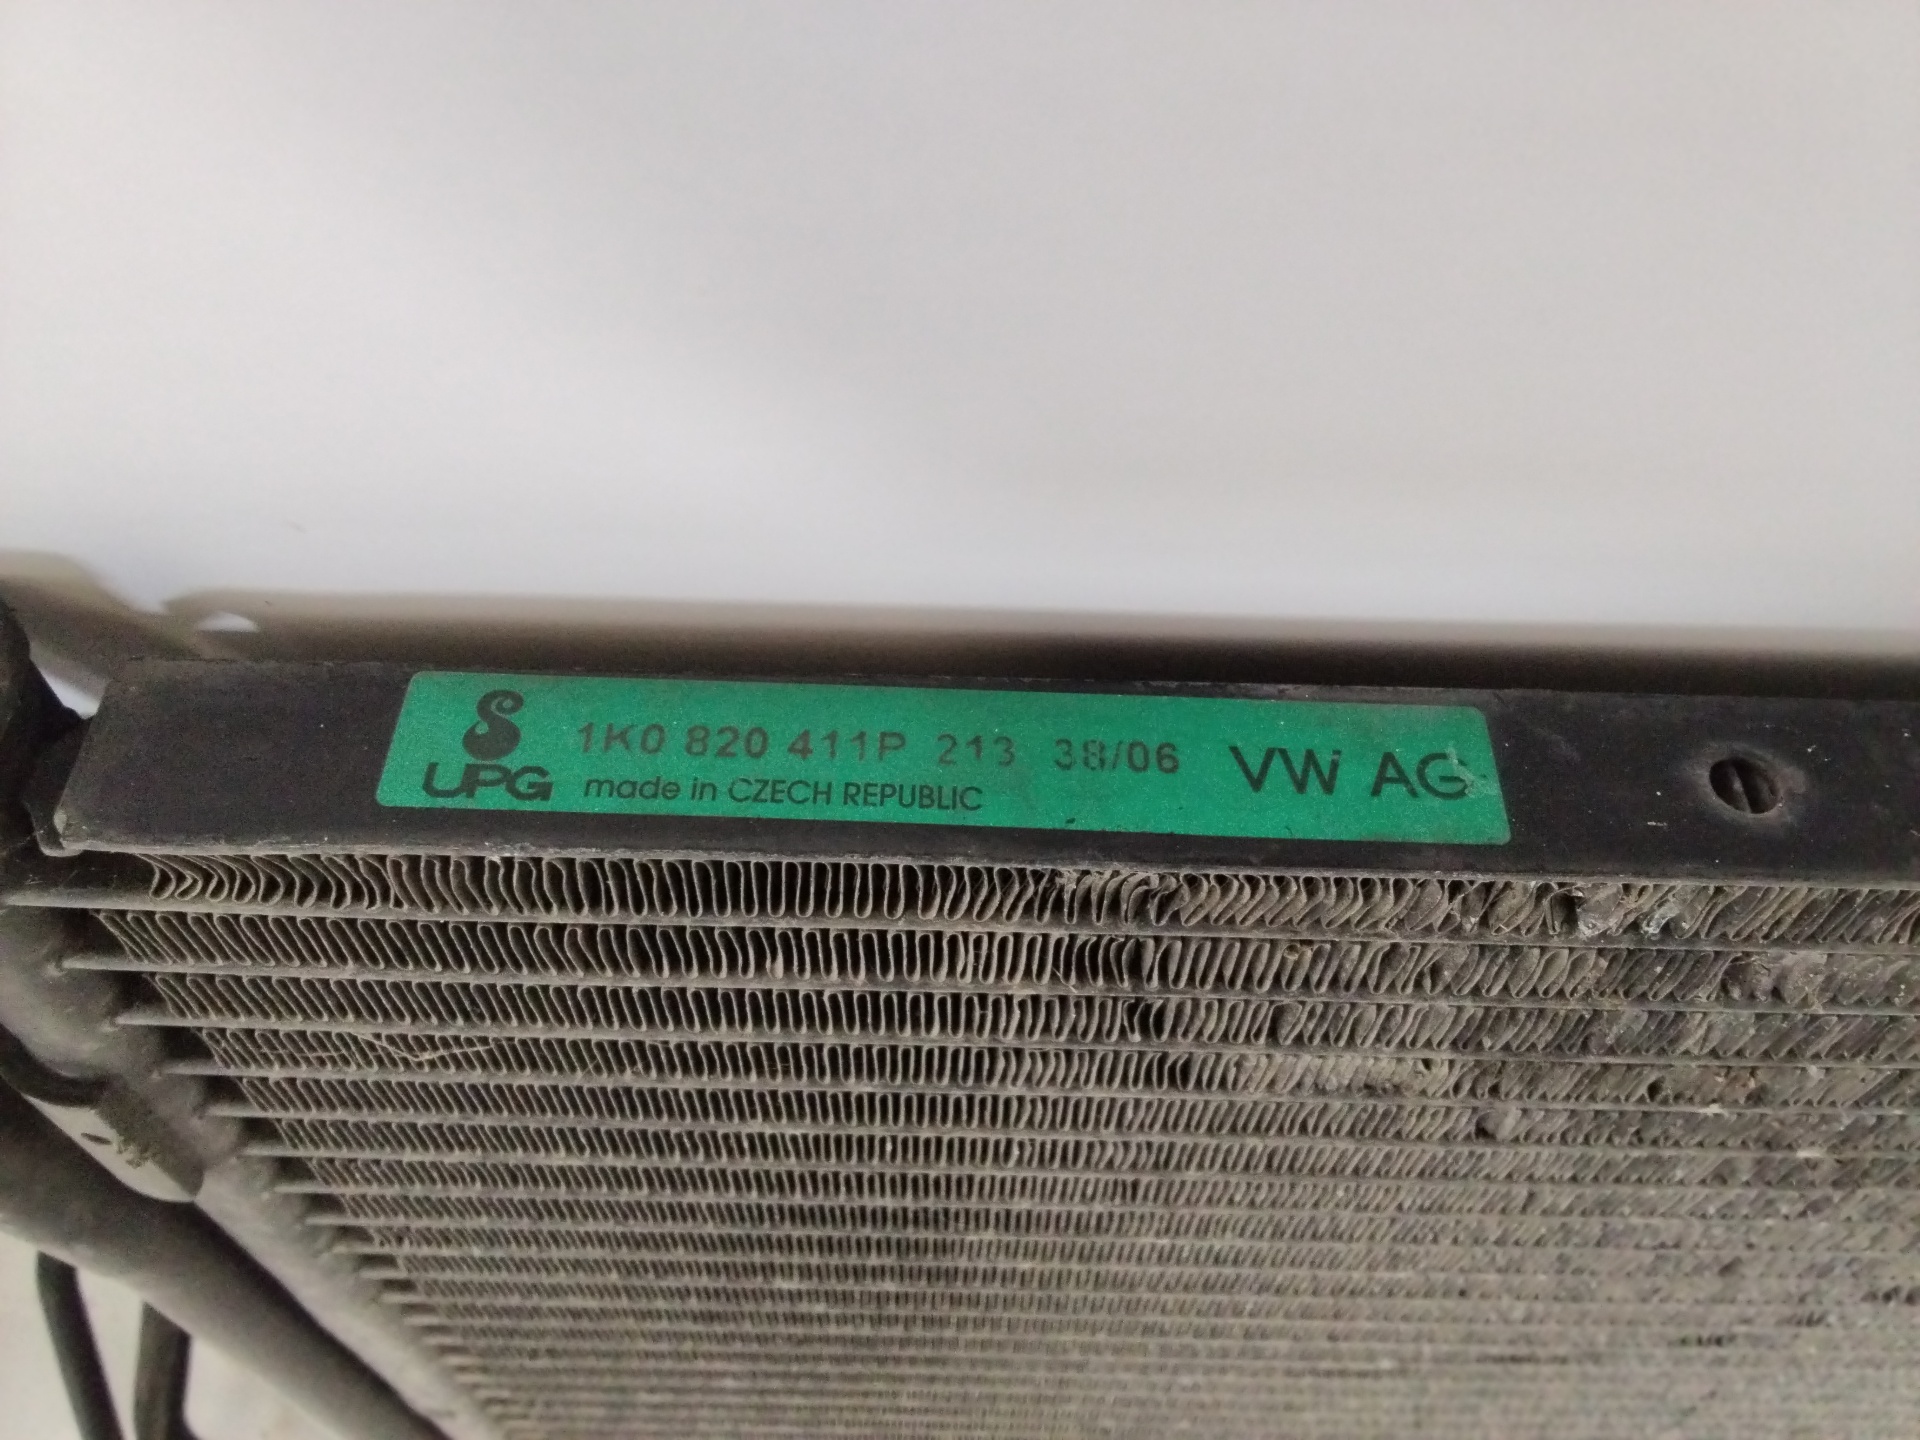 1K0 820 411P 213 38/06 VW AG
UPG made in CZECH REPUBLIC